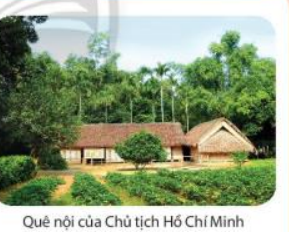 Quê nội của Chủ tịch Hồ Chí Minh